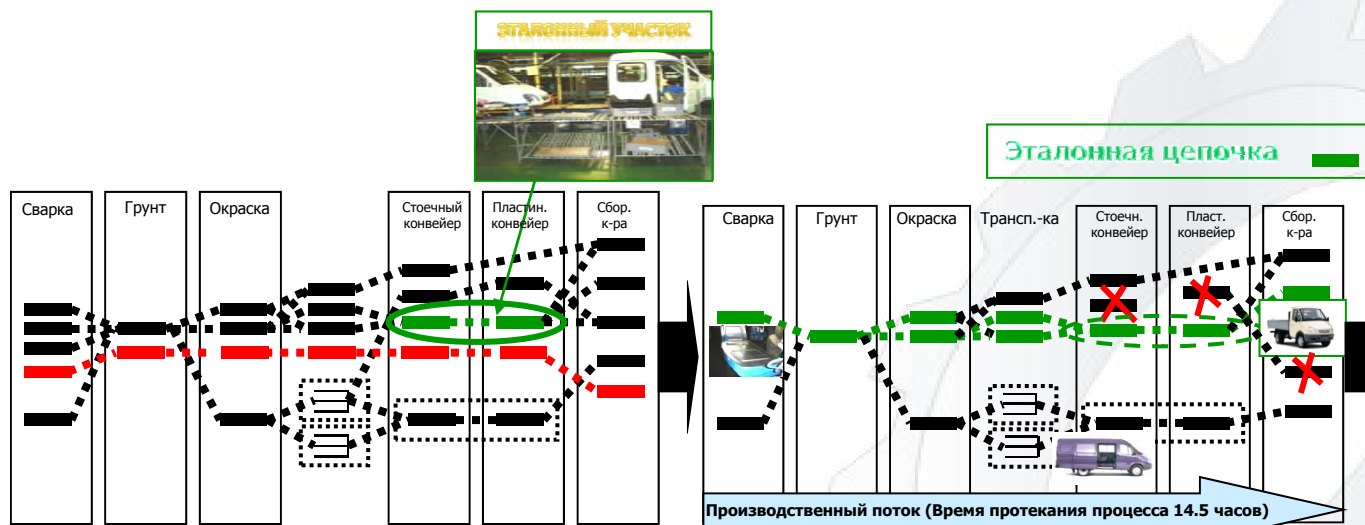 ЭТАЛОННЫЙ УЧАСТОК
Эталонная цепочка
Сварка
Грунт
Окраска
Стоечный
конвейер
Пластин.
конвейер
Сбор.
к-ра
Сварка
Грунт
Окраска
Трансп.-ка
Стоечн.
конвейер
Пласт.
конвейер
Сбор.
к-ра
Производственный поток (Время протекания процесса 14.5 часов)